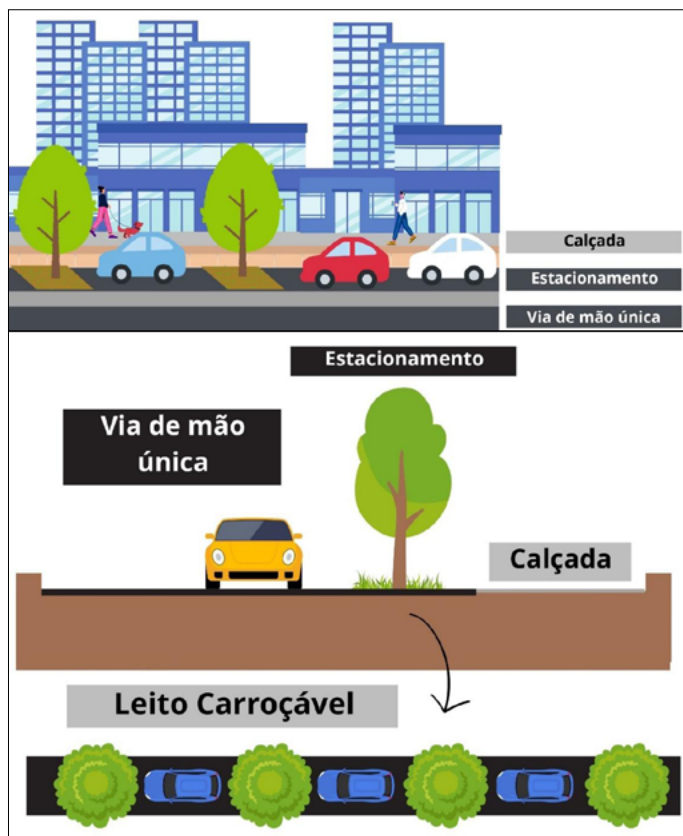 Calçada
Estacionamento
Via de mão única
Estacionamento
Via de mão
única
Calçada
Leito Carroçável